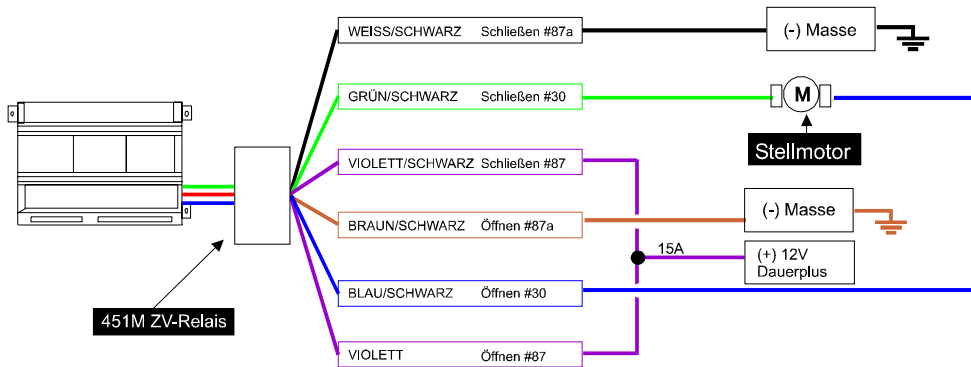 WEISS/SCHWARZ Schließen #87a
(-) Masse
GRÜN/SCHWARZ Schließen #30
M
Stellmotor
VIOLETT/SCHWARZ Schließen #87
BRAUN/SCHWARZ Öffnen #87a
(-) Masse
15A
(+) 12V
Dauerplus
BLAU/SCHWARZ Öffnen #30
451M ZV-Relais
VIOLETT Öffnen #87